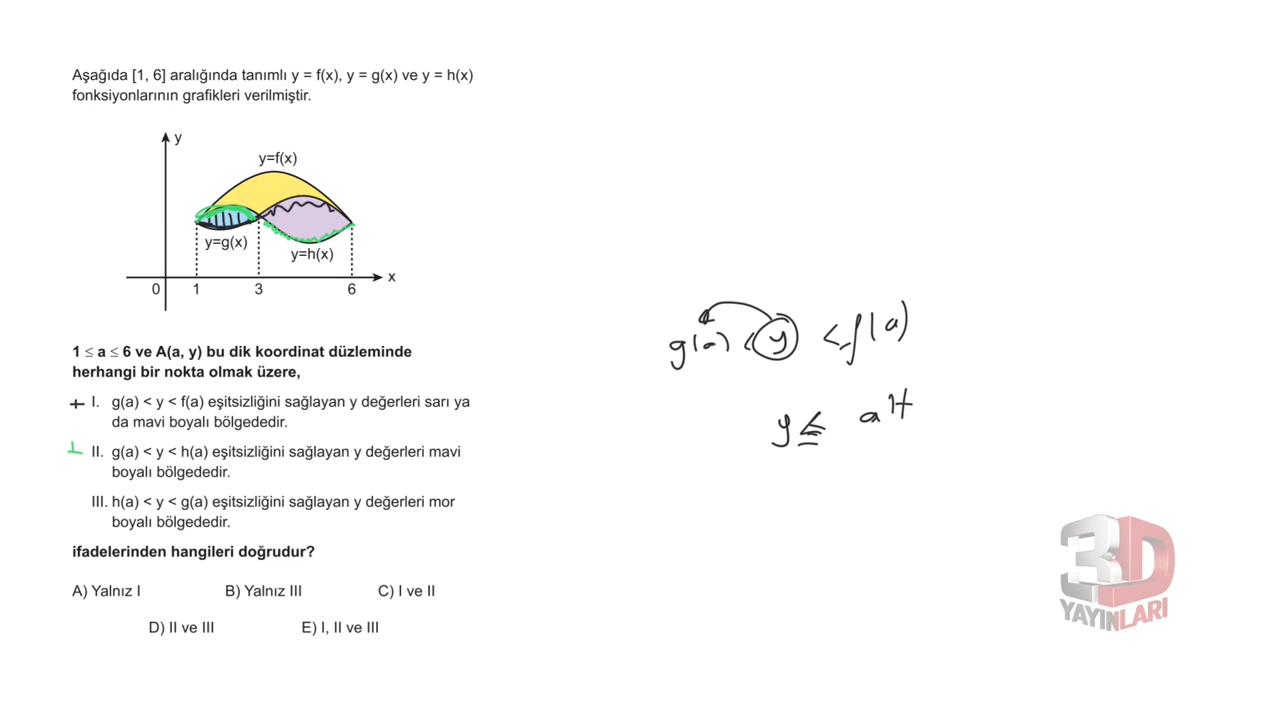 Aşağıda [1, 6] aralığında tanımlı y = f(x), y = g(x) ve y = h(x)
fonksiyonlarının grafikleri verilmiştir.
y
y=f(x)
y=g(x)
y=h(x)
x
0 1 3 6
g(a) < y < f(a)
1 ≤ a ≤ 6 ve A(a, y) bu dik koordinat düzleminde
herhangi bir nokta olmak üzere,
I. g(a) < y < f(a) eşitsizliğini sağlayan y değerleri sarı ya
da mavi boyalı bölgededir.
y ≤ alt
II. g(a) < y < h(a) eşitsizliğini sağlayan y değerleri mavi
boyalı bölgededir.
III. h(a) < y < g(a) eşitsizliğini sağlayan y değerleri mor
boyalı bölgededir.
ifadelerinden hangileri doğrudur?
A) Yalnız I B) Yalnız III C) I ve II
D) II ve III E) I, II ve III
3D
YAYINLARI